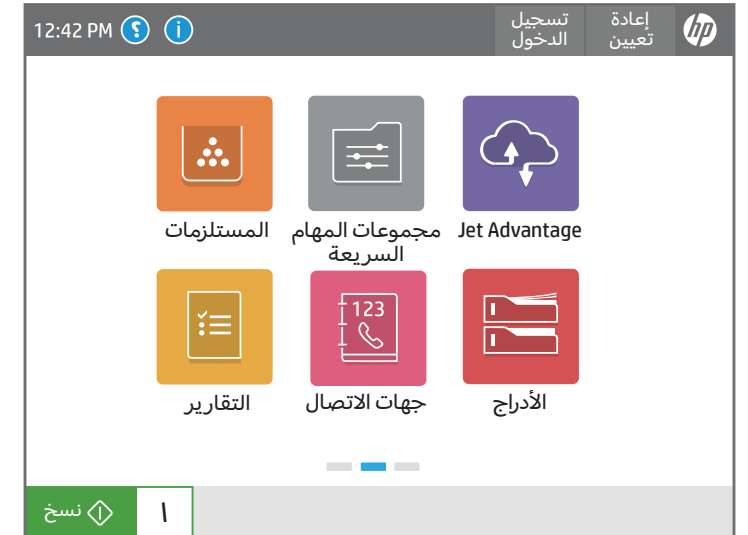 hp
إعادة
تعيين
تسجيل
الدخول
12:42 PM
Jet Advantage
مجموعات المهام
السريعة
المستلزمات
123
الأدراج
جهات الاتصال
التقارير
١
نسخ